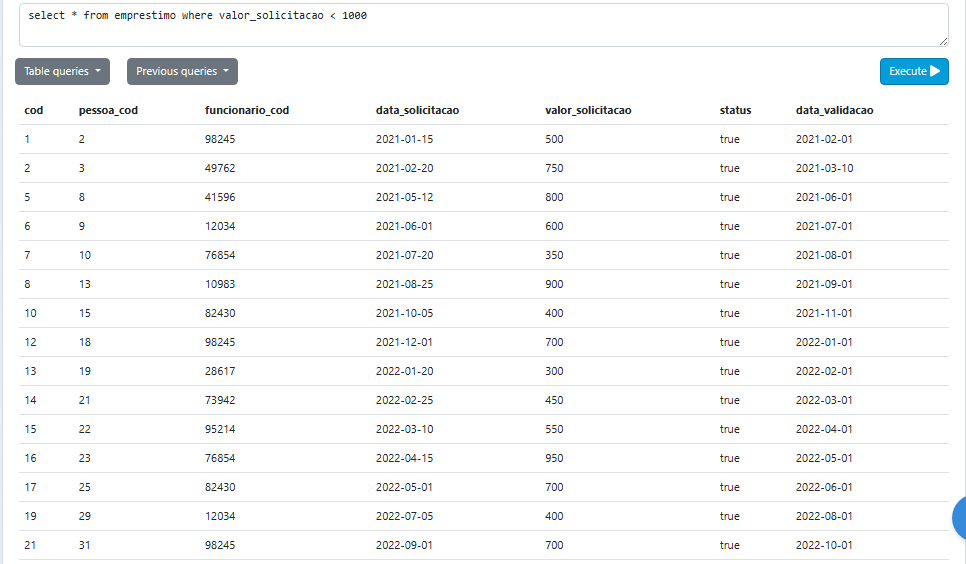 select * from emprestimo where valor_solicitacao < 1000
Table queries Previous queries Execute
cod pessoa_cod funcionario_cod data_solicitacao valor_solicitacao status data_validacao
1 2 98245 2021-01-15 500 true 2021-02-01
2 3 49762 2021-02-20 750 true 2021-03-10
5 8 41596 2021-05-12 800 true 2021-06-01
6 9 12034 2021-06-01 600 true 2021-07-01
7 10 76854 2021-07-20 350 true 2021-08-01
8 13 10983 2021-08-25 900 true 2021-09-01
10 15 82430 2021-10-05 400 true 2021-11-01
12 18 98245 2021-12-01 700 true 2022-01-01
13 19 28617 2022-01-20 300 true 2022-02-01
14 21 73942 2022-02-25 450 true 2022-03-01
15 22 95214 2022-03-10 550 true 2022-04-01
16 23 76854 2022-04-15 950 true 2022-05-01
17 25 82430 2022-05-01 700 true 2022-06-01
19 29 12034 2022-07-05 400 true 2022-08-01
21 31 98245 2022-09-01 700 true 2022-10-01